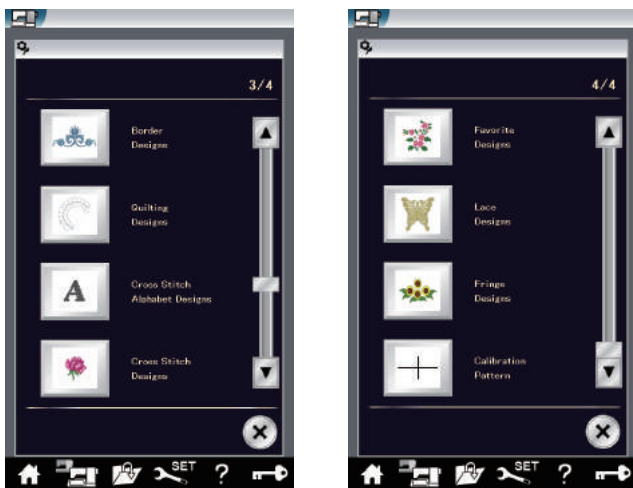 3/4
Border
Designs
Quilting
Designs
A
Cross Stitch
Alphabet Designs
Cross Stitch
Designs
SET
?
4/4
Favorite
Designs
Lace
Designs
Fringe
Designs
Calibration
Pattern
SET
?